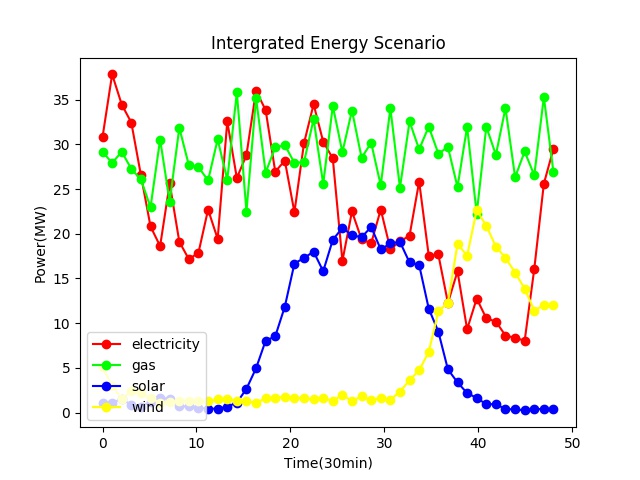 Intergrated Energy Scenario
Power(MW)
35
30
25
20
15
10
5
0
electricity
gas
solar
wind
0 10 20 30 40 50
Time(30min)